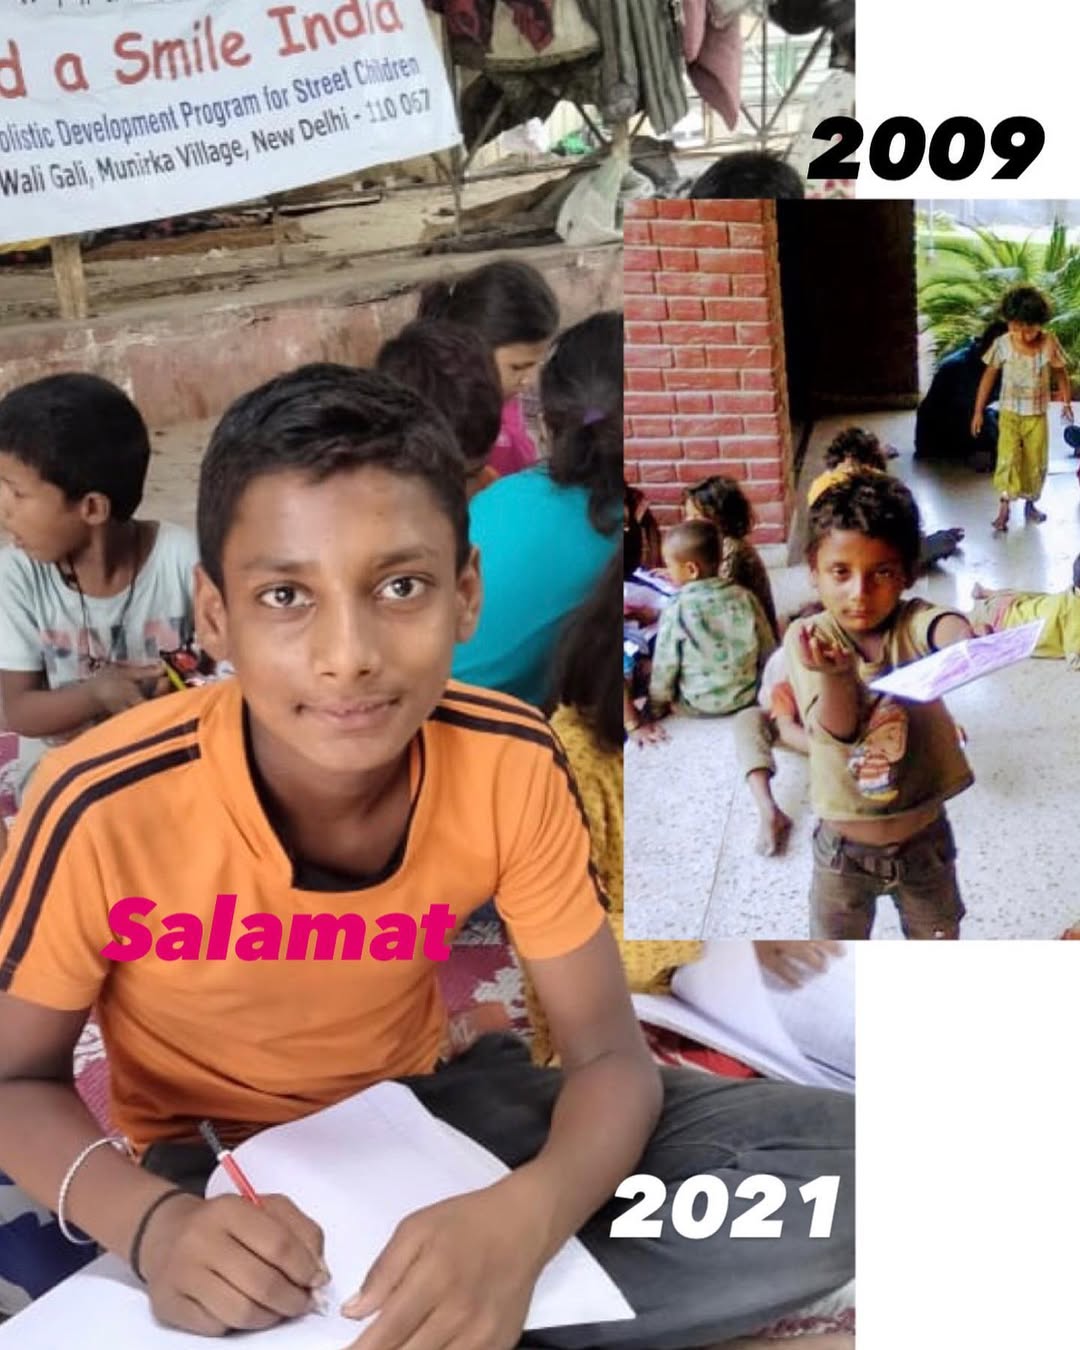 d a Smile India
olistic Development Program for Street Children
Wali Gali, Munirka Village, New Delhi - 110 067
2009
Salamat
2021